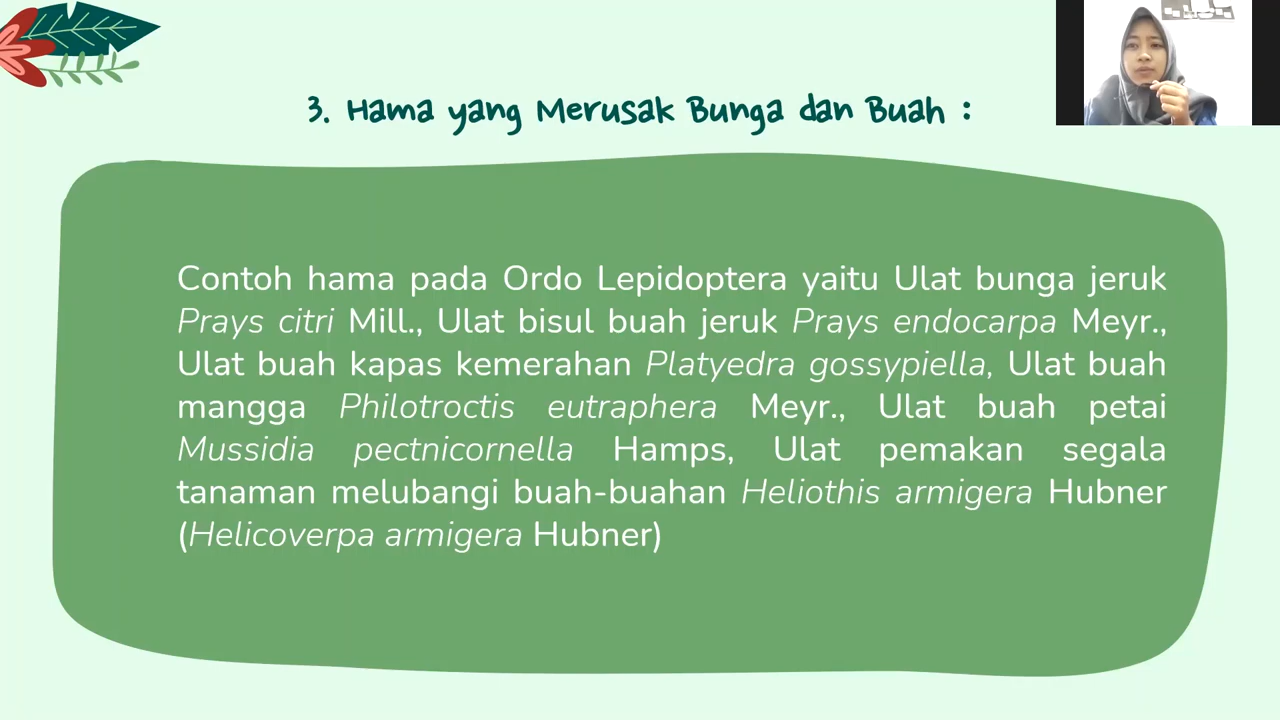 3. Hama yang Merusak Bunga dan Buah :
Contoh hama pada Ordo Lepidoptera yaitu Ulat bunga jeruk
Prays citri Mill., Ulat bisul buah jeruk Prays endocarpa Meyr.,
Ulat buah kapas kemerahan Platyedra gossypiella, Ulat buah
mangga Philotroctis eutraphera Meyr., Ulat buah petai
Mussidia pectnicornella Hamps, Ulat pemakan segala
tanaman melubangi buah-buahan Heliothis armigera Hubner
(Helicoverpa armigera Hubner)